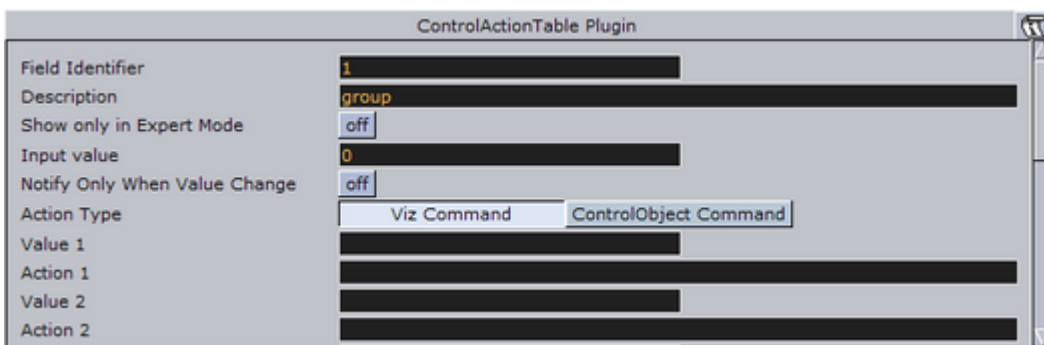 ControlActionTable Plugin
Field Identifier 1
Description group
Show only in Expert Mode off
Input value 0
Notify Only When Value Change off
Action Type Viz Command ControlObject Command
Value 1
Action 1
Value 2
Action 2